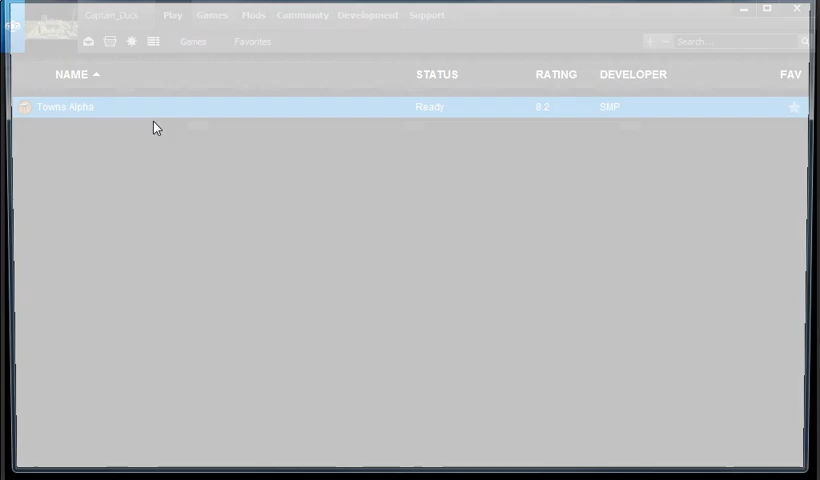 Captain_Duck Play Games Mods Community Development Support
Games Favorites Search...
NAME STATUS RATING DEVELOPER FAV
Towns Alpha Ready 8.2 SMP